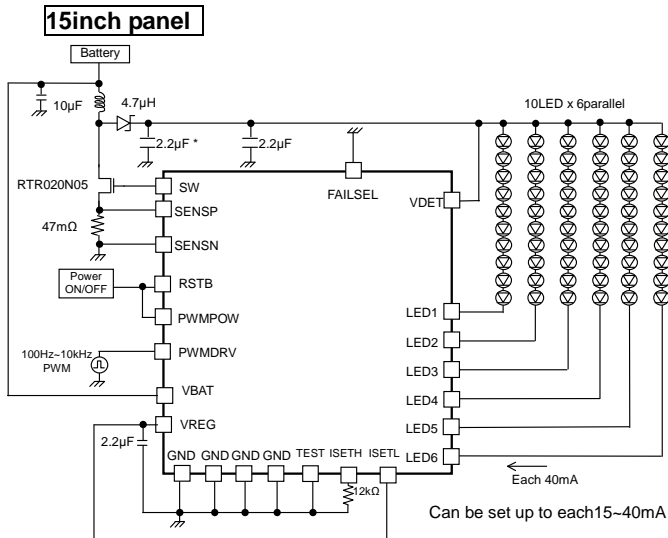 15inch panel
Battery
10µF
4.7µH
2.2µF *
2.2µF
10LED x 6parallel
RTR020N05
47mΩ
SW
SENSP
SENSN
FAILSEL
VDET
Power
ON/OFF
RSTB
PWMPOW
100Hz~10kHz
PWM
PWMDRV
VBAT
VREG
2.2µF
GND GND GND GND TEST ISETH ISETL
12kΩ
LED1
LED2
LED3
LED4
LED5
LED6
Each 40mA
Can be set up to each15~40mA
*